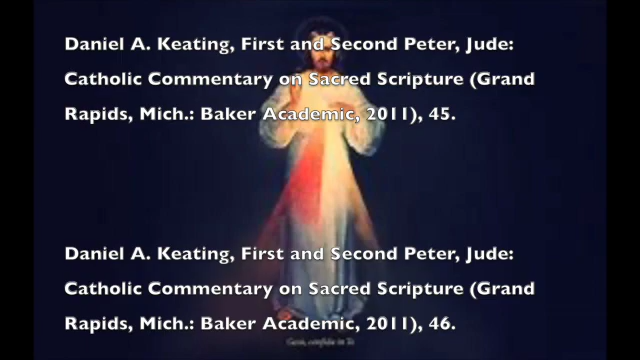 Daniel A. Keating, First and Second Peter, Jude:
Catholic Commentary on Sacred Scripture (Grand
Rapids, Mich.: Baker Academic, 2011), 45.
Daniel A. Keating, First and Second Peter, Jude:
Catholic Commentary on Sacred Scripture (Grand
Rapids, Mich.: Baker Academic, 2011), 46.